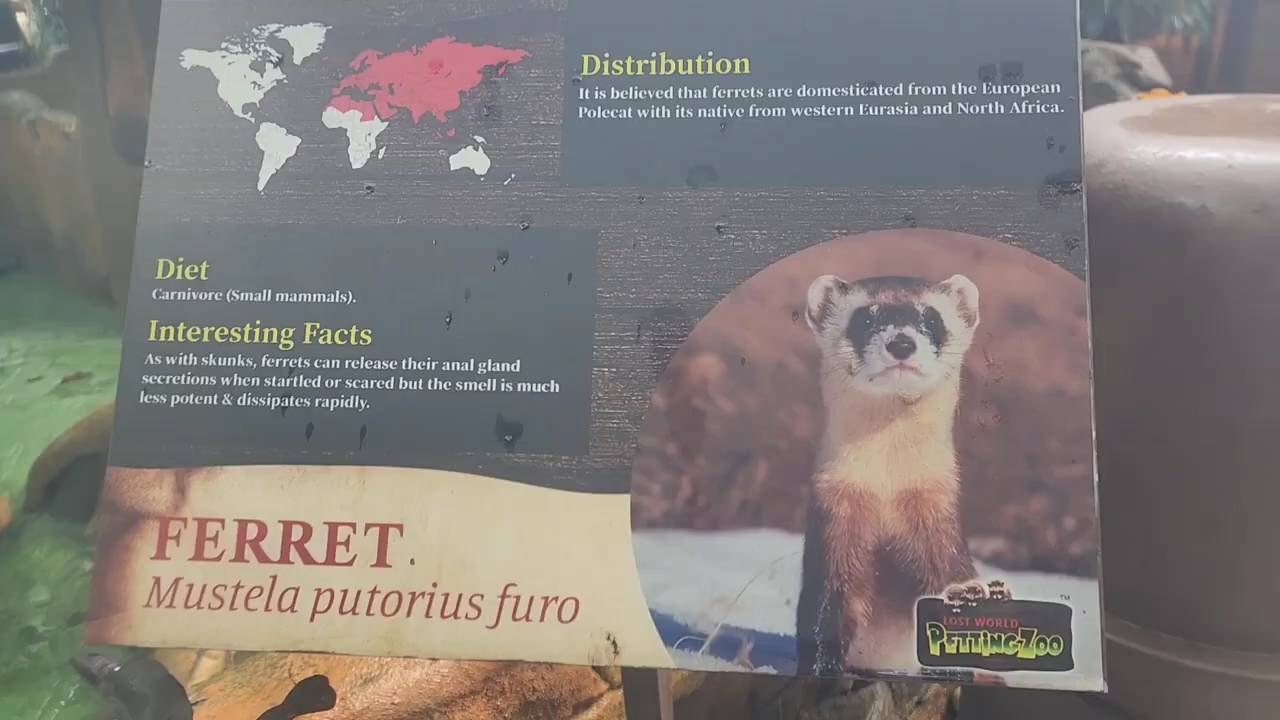 Distribution
It is believed that ferrets are domesticated from the European
Polecat with its native from western Eurasia and North Africa.
Diet
Carnivore (Small mammals).
Interesting Facts
As with skunks, ferrets can release their anal gland
secretions when startled or scared but the smell is much
less potent & dissipates rapidly.
FERRET
Mustela putorius furo
LOST WORLD
PETTING ZOO
TM